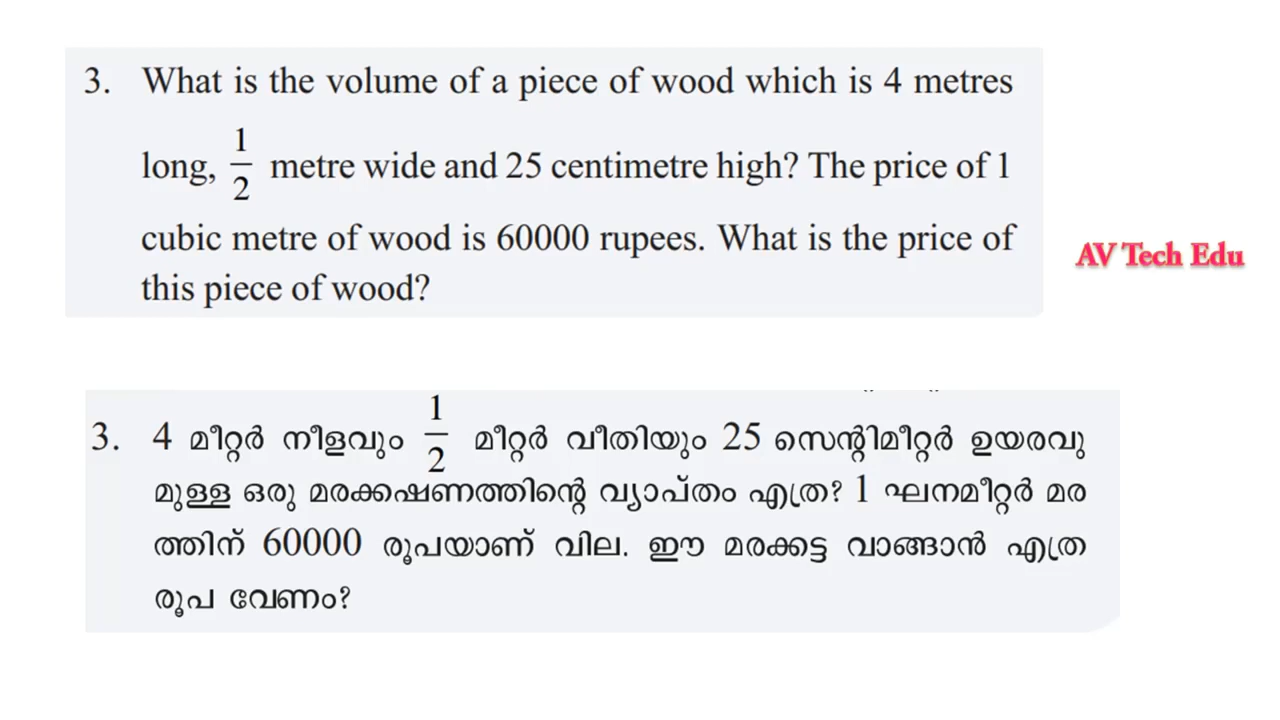 3. What is the volume of a piece of wood which is 4 metres
long, 1/2 metre wide and 25 centimetre high? The price of 1
cubic metre of wood is 60000 rupees. What is the price of
this piece of wood?
AV Tech Edu
3. 4 മീറ്റർ നീളവും 1/2 മീറ്റർ വീതിയും 25 സെന്റിമീറ്റർ ഉയരവു
മുള്ള ഒരു മരക്കഷണത്തിന്റെ വ്യാപ്തം എത്ര? 1 ഘനമീറ്റർ മര
ത്തിന് 60000 രൂപയാണ് വില. ഈ മരക്കട്ട വാങ്ങാൻ എത്ര
രൂപ വേണം?